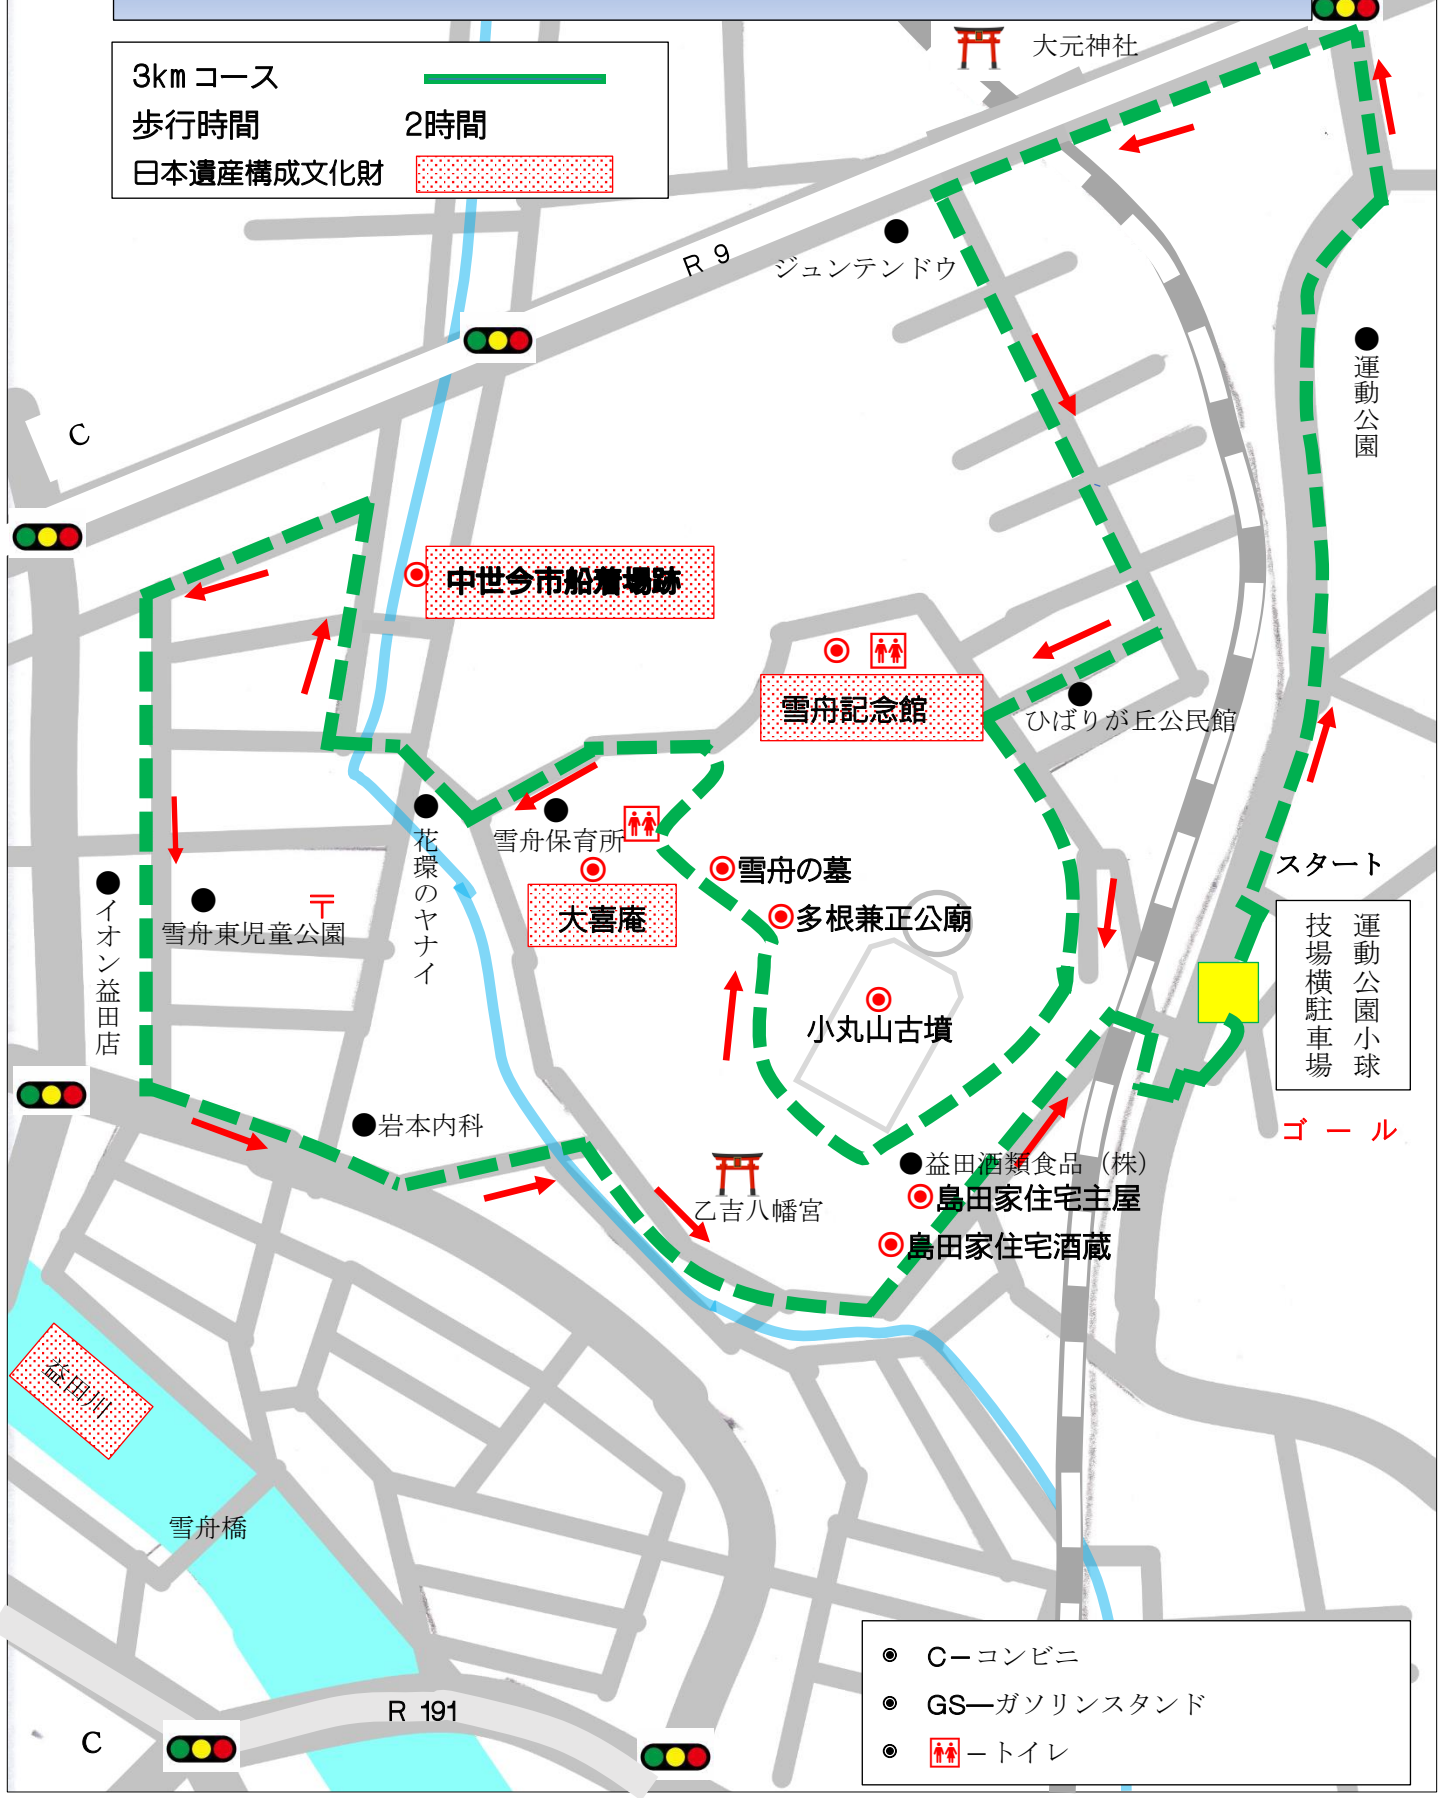 大元神社
3kmコース
歩行時間 2時間
日本遺産構成文化財
R 9
ジュンテンドウ
運動公園
C
中世今市船着場跡
雪舟記念館
ひばりが丘公民館
花環のヤナイ
雪舟保育所
雪舟の墓
スタート
大喜庵
多根兼正公廟
イオン益田店
雪舟東児童公園
〒
運動公園小球
技場横駐車場
小丸山古墳
岩本内科
ゴール
益田酒類食品（株）
乙吉八幡宮
島田家住宅主屋
島田家住宅酒蔵
益田川
雪舟橋
R 191
C
C－コンビニ
GS―ガソリンスタンド
－トイレ